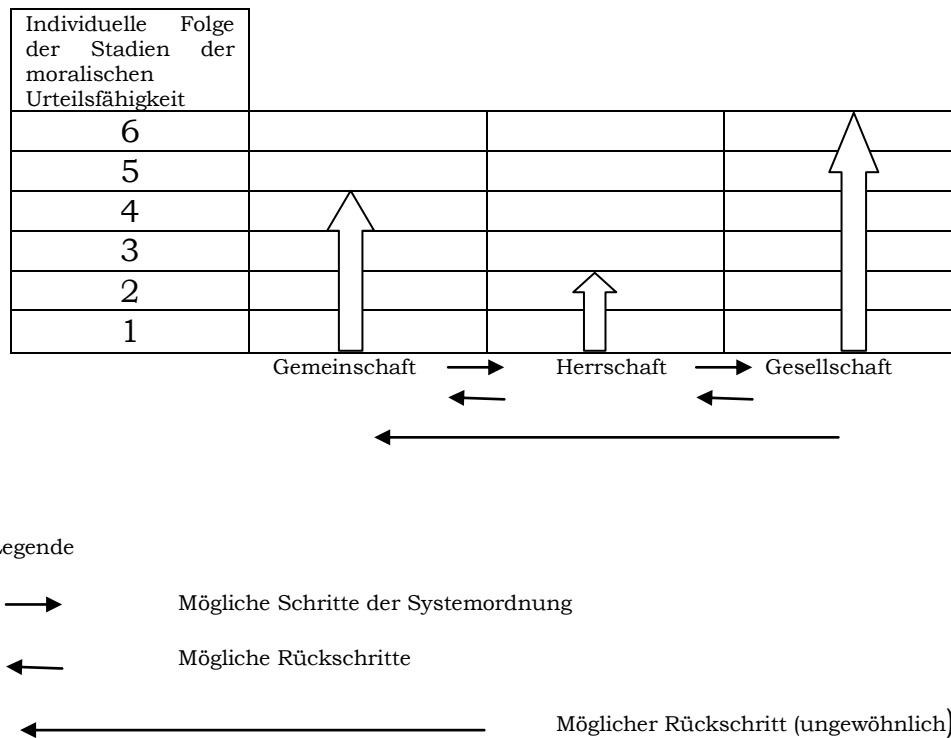 Individuelle Folge
der Stadien der
moralischen
Urteilsfähigkeit
6
5
4
3
2
1
Gemeinschaft Herrschaft Gesellschaft
Legende
Mögliche Schritte der Systemordnung
Mögliche Rückschritte
Möglicher Rückschritt (ungewöhnlich)